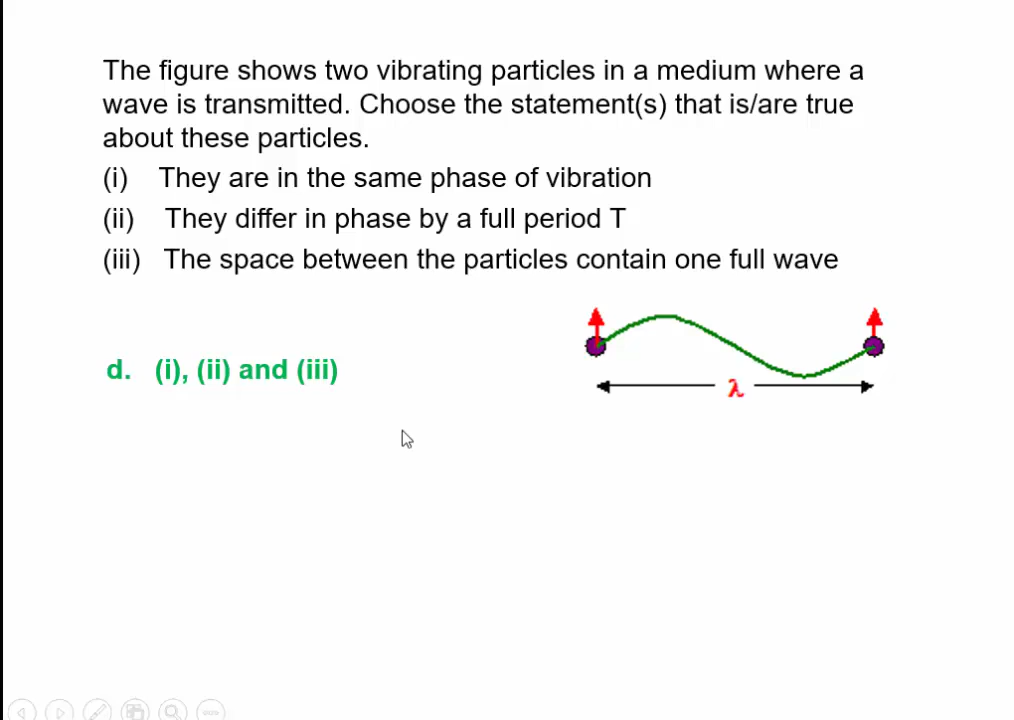 The figure shows two vibrating particles in a medium where a
wave is transmitted. Choose the statement(s) that is/are true
about these particles.
(i) They are in the same phase of vibration
(ii) They differ in phase by a full period T
(iii) The space between the particles contain one full wave
d. (i), (ii) and (iii)
λ